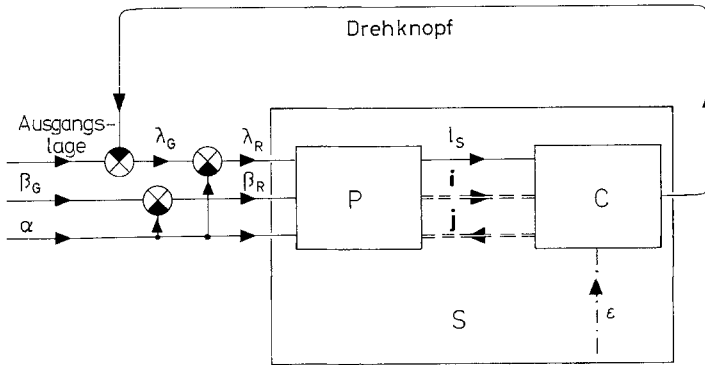 Drehknopf
Ausgangs-
lage
λG
λR
lS
βG
βR
i
P
C
α
j
S
ε